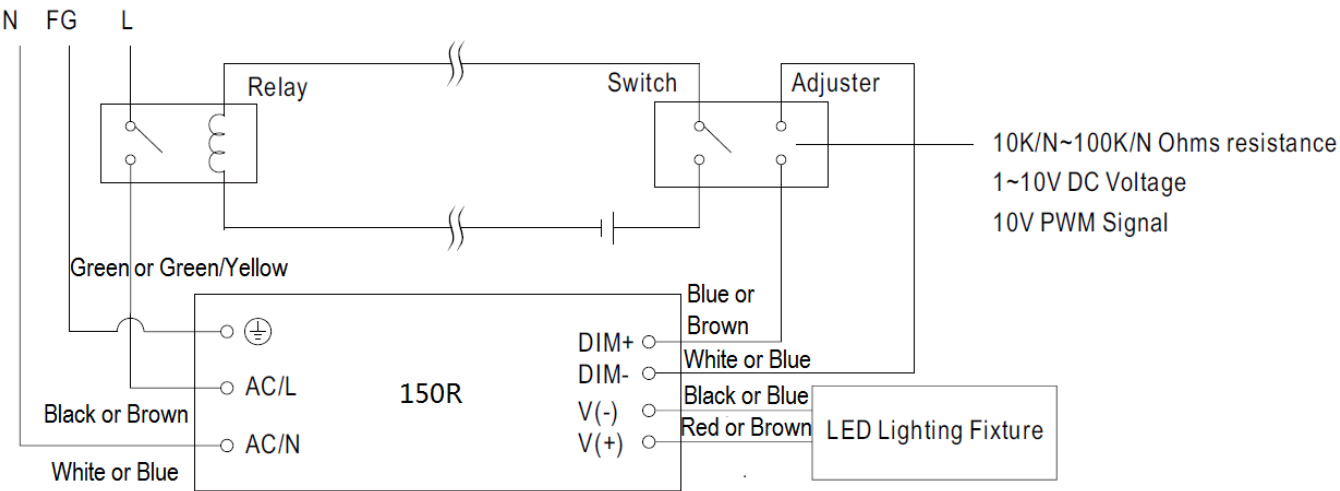 N FG L
Relay
Switch
Adjuster
10K/N~100K/N Ohms resistance
1~10V DC Voltage
10V PWM Signal
Green or Green/Yellow
Blue or
Brown
DIM+
White or Blue
DIM-
AC/L
150R
Black or Blue
Black or Brown
V(-)
Red or Brown
LED Lighting Fixture
AC/N
V(+)
White or Blue